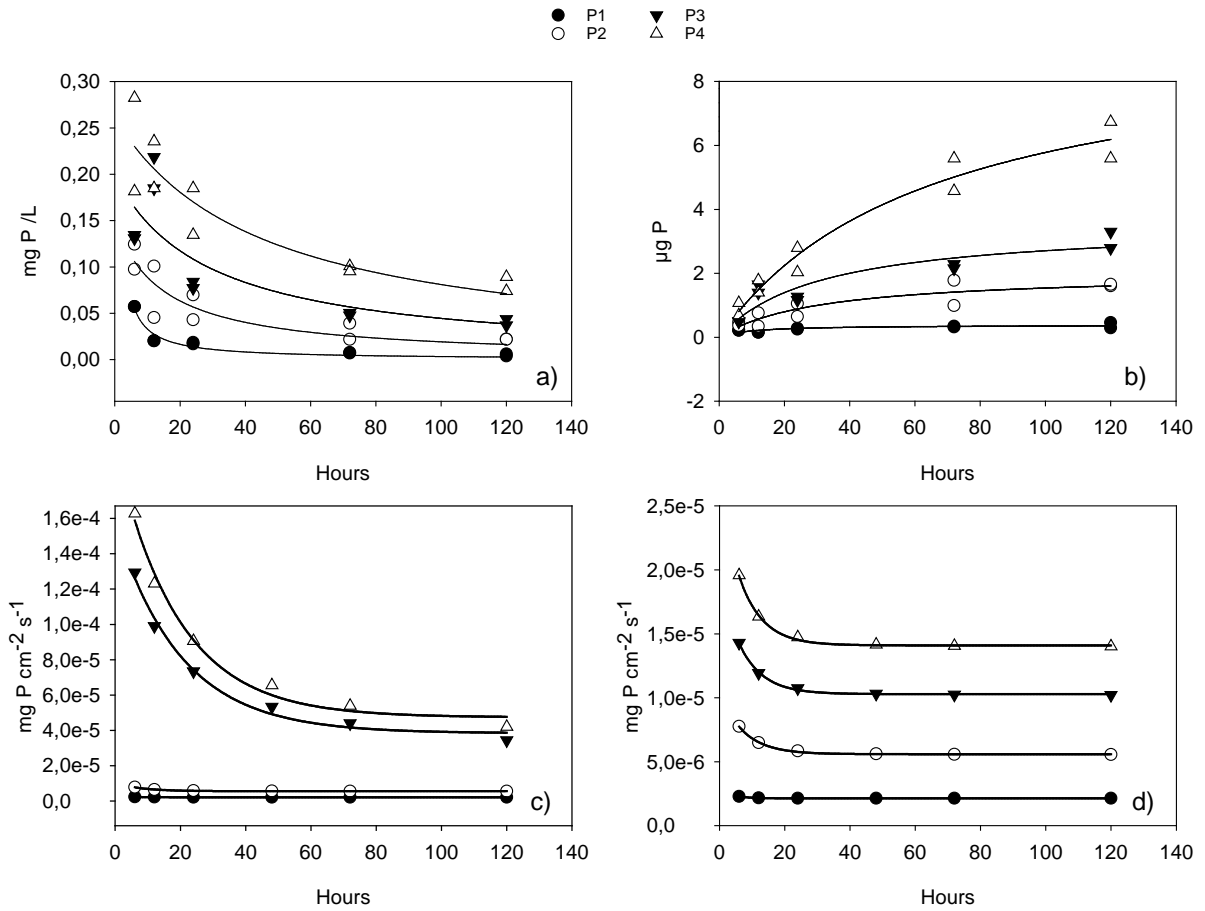 P1 P3
P2 P4
0,30
0,25
0,20
0,15
0,10
0,05
0,00
mg P /L
a)
0 20 40 60 80 100 120 140
Hours
8
6
4
2
0
-2
µg P
b)
0 20 40 60 80 100 120 140
Hours
1,6e-4
1,4e-4
1,2e-4
1,0e-4
8,0e-5
6,0e-5
4,0e-5
2,0e-5
0,0
mg P cm-2 s-1
c)
0 20 40 60 80 100 120 140
Hours
2,5e-5
2,0e-5
1,5e-5
1,0e-5
5,0e-6
0,0
mg P cm-2 s-1
d)
0 20 40 60 80 100 120 140
Hours